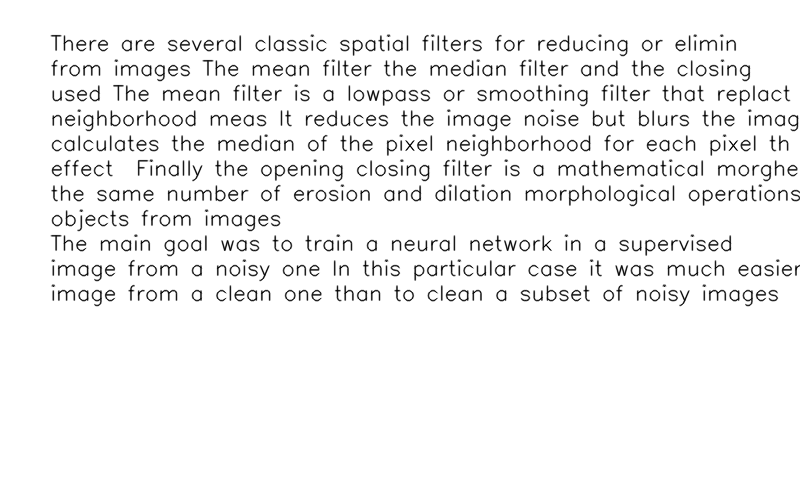 There are several classic spatial filters for reducing or elimin
from images The mean filter the median filter and the closing
used The mean filter is a lowpass or smoothing filter that replact
neighborhood meas It reduces the image noise but blurs the imag
calculates the median of the pixel neighborhood for each pixel th
effect  Finally the opening closing filter is a mathematical morghe
the same number of erosion and dilation morphological operations
objects from images
The main goal was to train a neural network in a supervised
image from a noisy one In this particular case it was much easier
image from a clean one than to clean a subset of noisy images